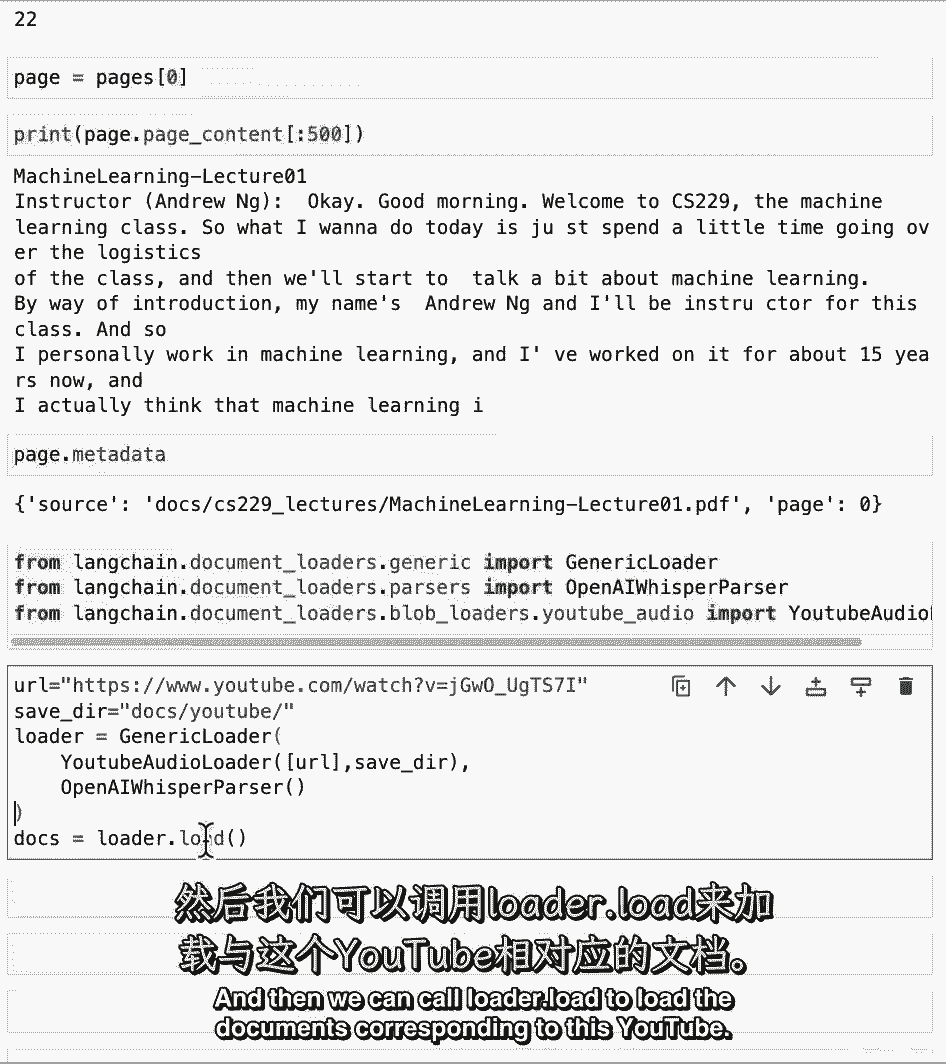 22
page = pages[0]
print(page.page_content[:500])
MachineLearning-Lecture01
Instructor (Andrew Ng):  Okay. Good morning. Welcome to CS229, the machine
learning class. So what I wanna do today is ju st spend a little time going ov
er the logistics
of the class, and then we'll start to  talk a bit about machine learning.
By way of introduction, my name's  Andrew Ng and I'll be instru ctor for this
class. And so
I personally work in machine learning, and I' ve worked on it for about 15 yea
rs now, and
I actually think that machine learning i
page.metadata
{'source': 'docs/cs229_lectures/MachineLearning-Lecture01.pdf', 'page': 0}
from langchain.document_loaders.generic import GenericLoader
from langchain.document_loaders.parsers import OpenAIWhisperParser
from langchain.document_loaders.blob_loaders.youtube_audio import YoutubeAudio
url="https://www.youtube.com/watch?v=jGwO_UgTS7I"
save_dir="docs/youtube/"
loader = GenericLoader(
    YoutubeAudioLoader([url],save_dir),
    OpenAIWhisperParser()
)
docs = loader.load()
然后我们可以调用loader.load来加
载与这个YouTube相对应的文档。
And then we can call loader.load to load the
documents corresponding to this YouTube.